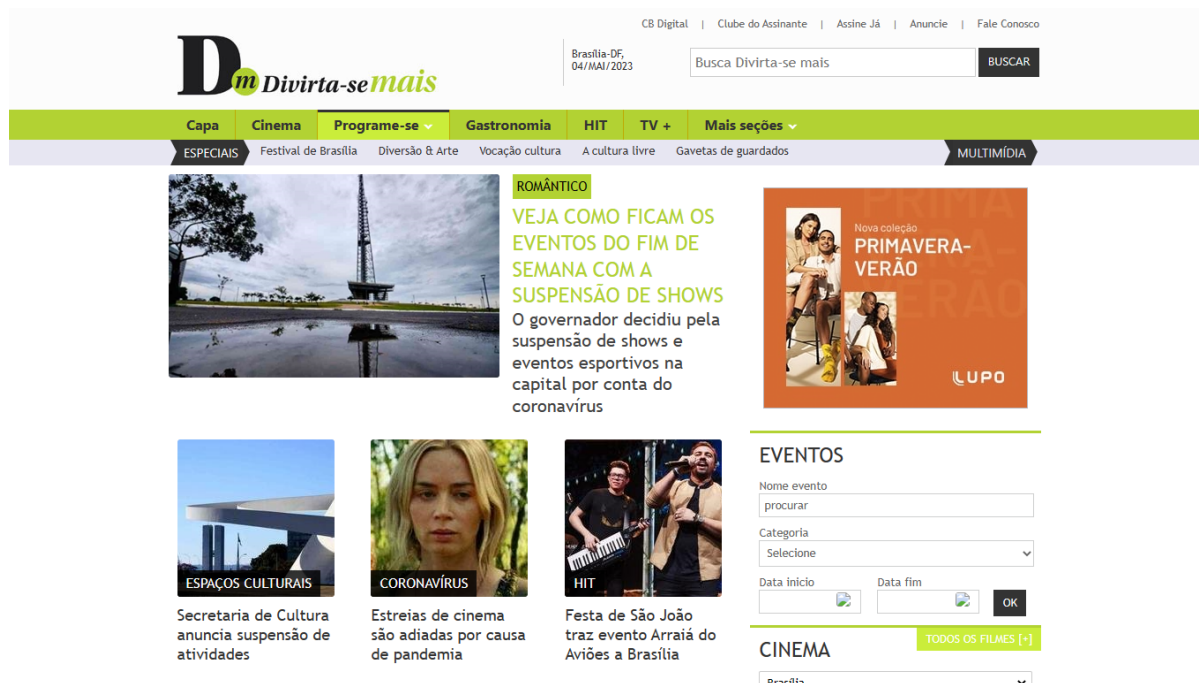 CB Digital | Clube do Assinante | Assine Já | Anuncie | Fale Conosco
Dm Divirta-se mais
Brasília-DF,
04/MAI/2023
Busca Divirta-se mais
BUSCAR
Capa Cinema Programe-se Gastronomia HIT TV + Mais seções
ESPECIAIS Festival de Brasília Diversão & Arte Vocação cultura A cultura livre Gavetas de guardados MULTIMÍDIA
ROMÂNTICO
VEJA COMO FICAM OS
EVENTOS DO FIM DE
SEMANA COM A
SUSPENSÃO DE SHOWS
O governador decidiu pela
suspensão de shows e
eventos esportivos na
capital por conta do
coronavírus
PRIMA
VERA-
VERÃO
Nova coleção
PRIMAVERA-
VERÃO
LUPO
ESPAÇOS CULTURAIS
Secretaria de Cultura
anuncia suspensão de
atividades
CORONAVÍRUS
Estreias de cinema
são adiadas por causa
de pandemia
HIT
Festa de São João
traz evento Arraiá do
Aviões a Brasília
EVENTOS
Nome evento
procurar
Categoria
Selecione
Data inicio Data fim
OK
CINEMA
TODOS OS FILMES [+]
Brasília